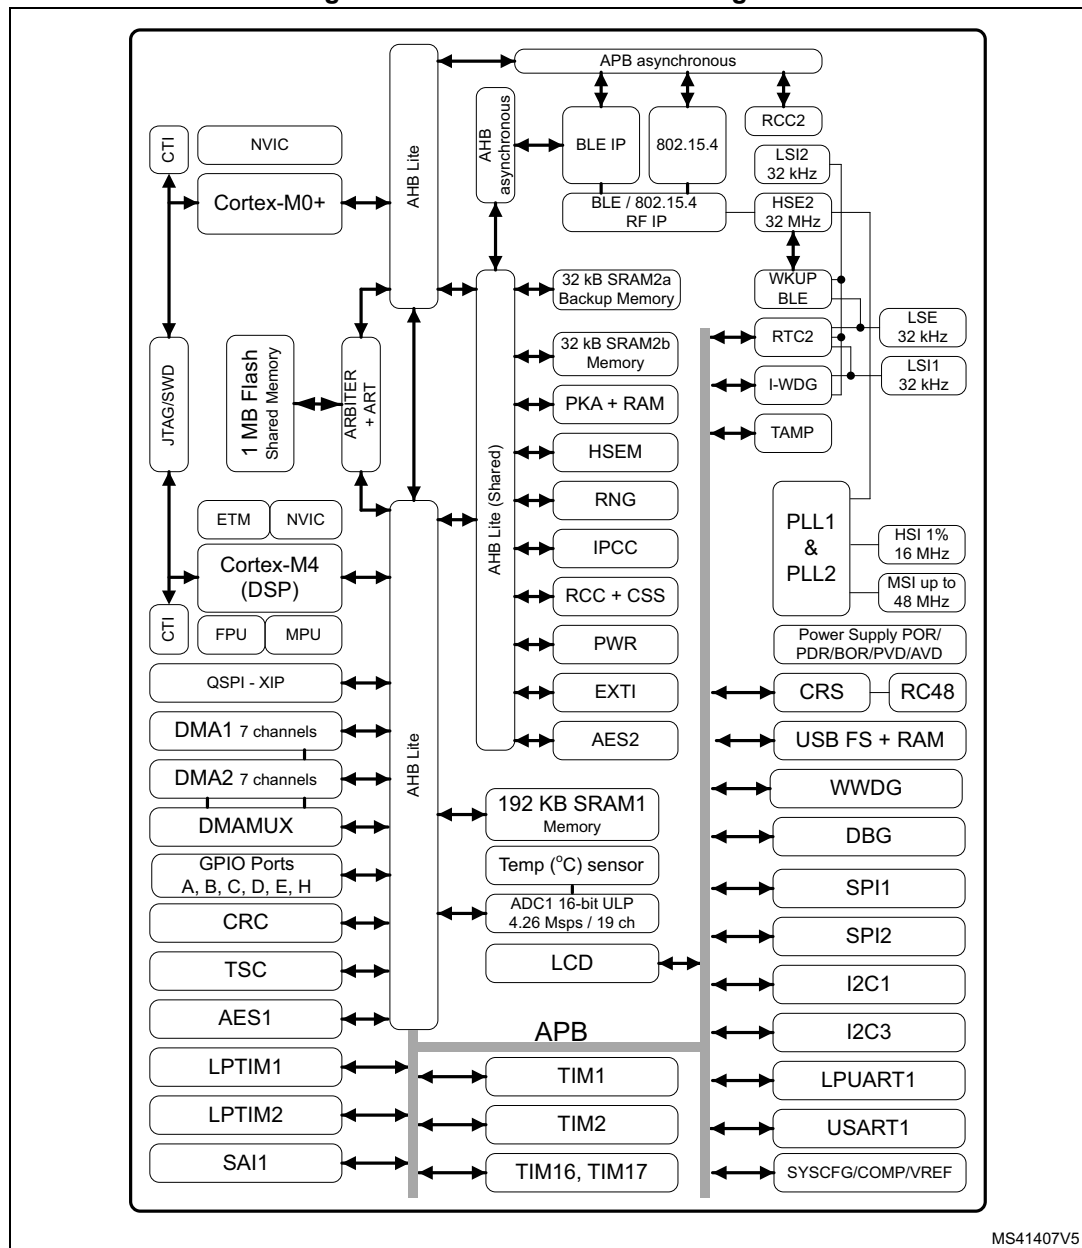 APB asynchronous
AHB Lite
AHB
asynchronous
BLE IP
802.15.4
RCC2
CTI
NVIC
LSI2
32 kHz
Cortex-M0+
BLE / 802.15.4
RF IP
HSE2
32 MHz
32 kB SRAM2a
Backup Memory
WKUP
BLE
LSE
32 kHz
RTC2
32 kB SRAM2b
Memory
JTAG/SWD
1 MB Flash
Shared Memory
ARBITER
+ ART
LSI1
32 kHz
I-WDG
PKA + RAM
TAMP
HSEM
AHB Lite (Shared)
RNG
ETM
NVIC
PLL1
&
PLL2
HSI 1%
16 MHz
IPCC
Cortex-M4
(DSP)
MSI up to
48 MHz
RCC + CSS
CTI
FPU
MPU
PWR
Power Supply POR/
PDR/BOR/PVD/AVD
QSPI - XIP
EXTI
CRS
RC48
DMA1 7 channels
AES2
USB FS + RAM
AHB Lite
DMA2 7 channels
WWDG
192 KB SRAM1
Memory
DMAMUX
DBG
GPIO Ports
A, B, C, D, E, H
Temp (oC) sensor
SPI1
ADC1 16-bit ULP
4.26 Msps / 19 ch
CRC
SPI2
TSC
LCD
I2C1
AES1
APB
I2C3
LPTIM1
TIM1
LPUART1
LPTIM2
TIM2
USART1
SAI1
TIM16, TIM17
SYSCFG/COMP/VREF
MS41407V5